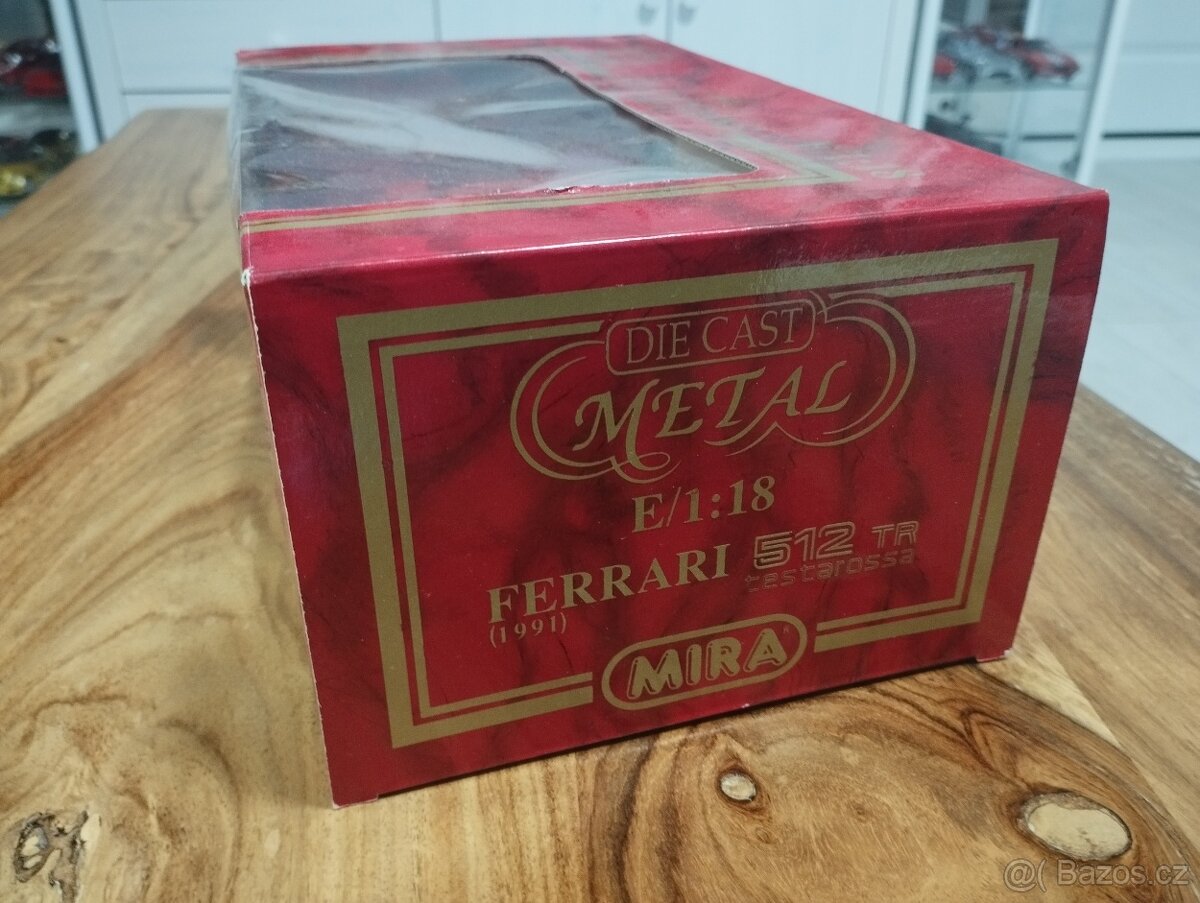 DIE CAST
METAL
E/1:18
FERRARI 512 TR
testarossa
(1991)
MIRA
@( Bazos.cz